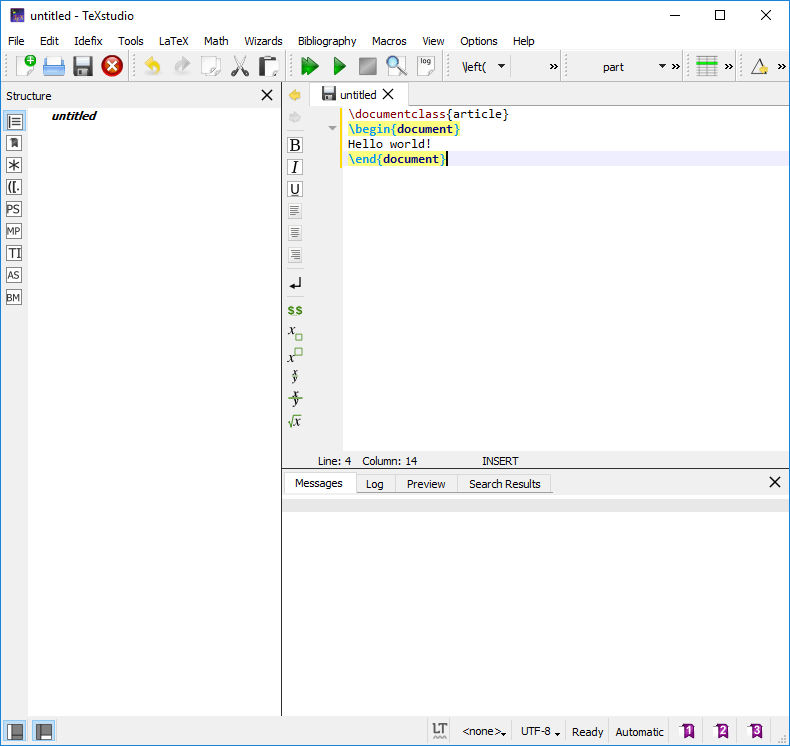 untitled - TeXstudio
File Edit Idefix Tools LaTeX Math Wizards Bibliography Macros View Options Help
log \left( » part » » »
Structure
untitled
untitled
\documentclass{article}
\begin{document}
Hello world!
\end{document}
B
I
U
([.
PS
MP
TI
AS
BM
$$
x
x
x
y
x
y
√x
Line: 4 Column: 14 INSERT
Messages Log Preview Search Results
LT <none> UTF-8 Ready Automatic 1 2 3